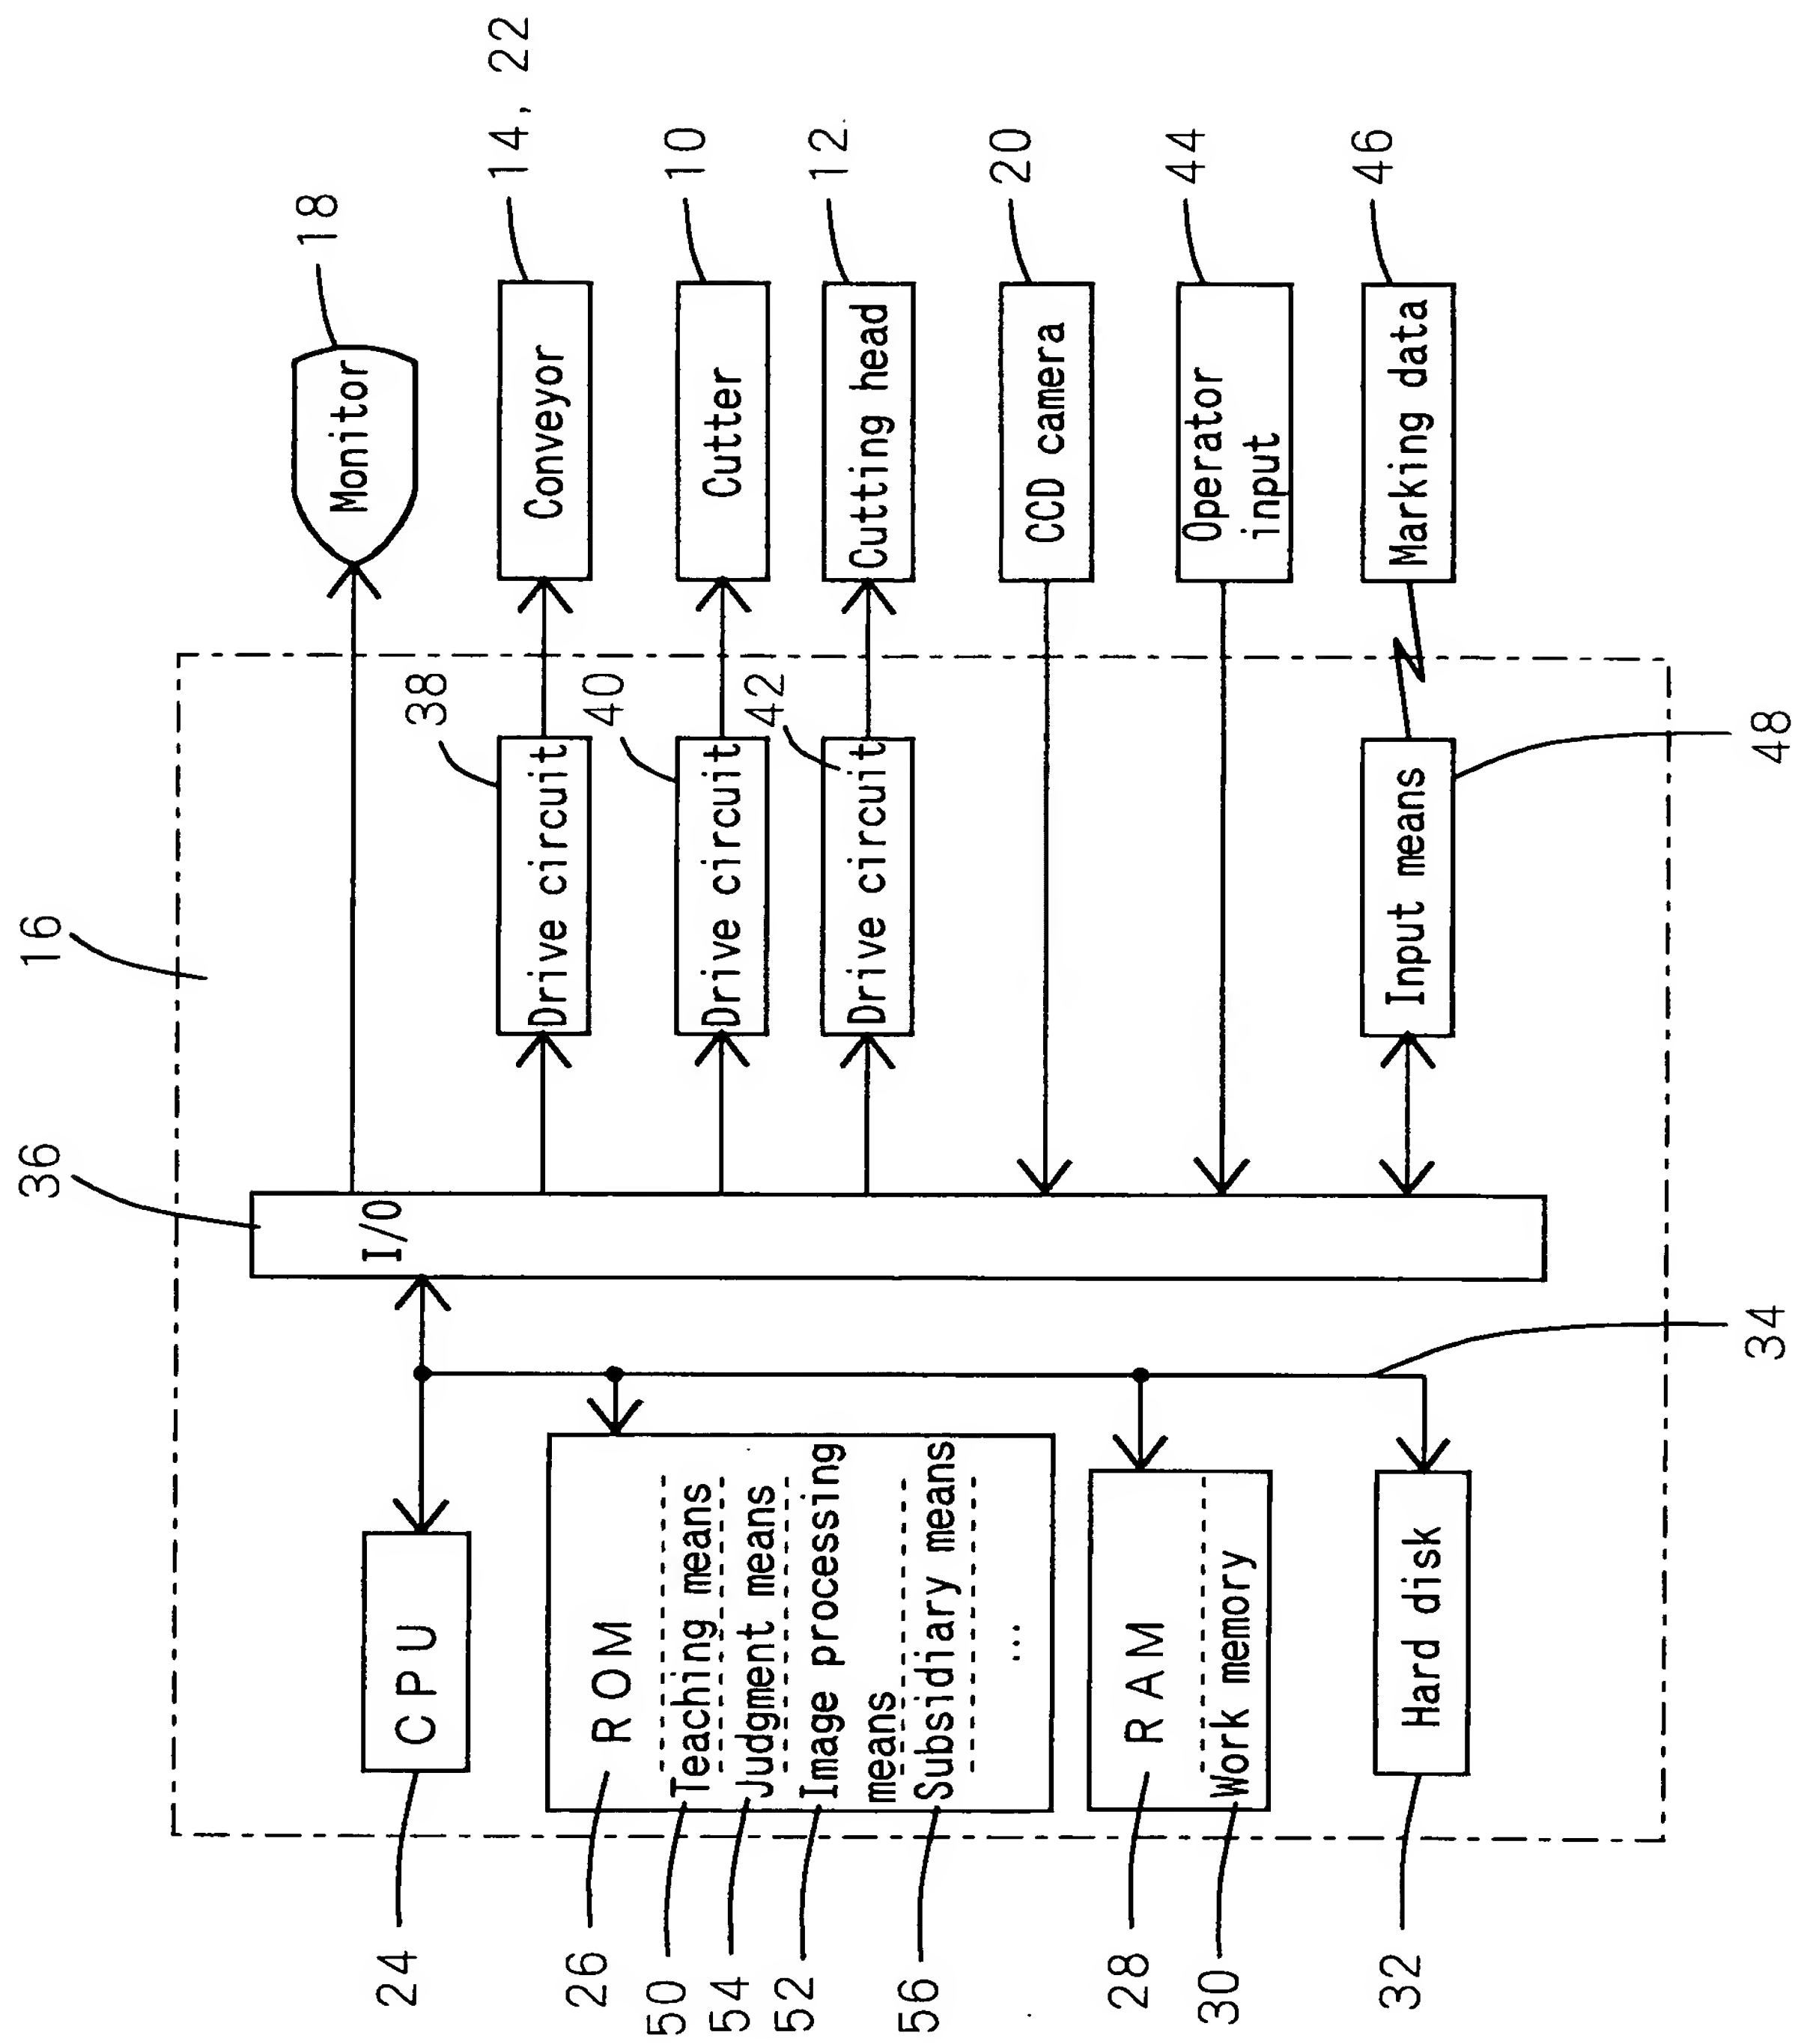 36
16
24
CPU
I/O
Monitor
18
26
ROM
38
Drive circuit
Conveyor
14, 22
50
Teaching means
54
Judgment means
40
Drive circuit
Cutter
10
52
Image processing
means
42
Drive circuit
Cutting head
12
56
Subsidiary means
...
CCD camera
20
28
RAM
30
Work memory
Operator
input
44
32
Hard disk
Input means
Marking data
46
34
48